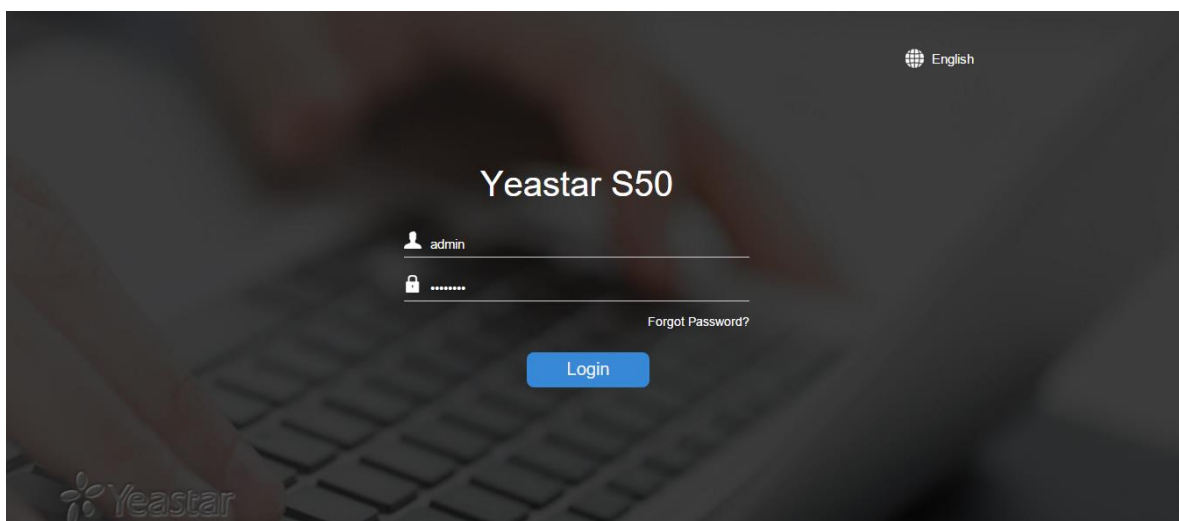 English
Yeastar S50
admin
••••••••
Forgot Password?
Login
Yeastar